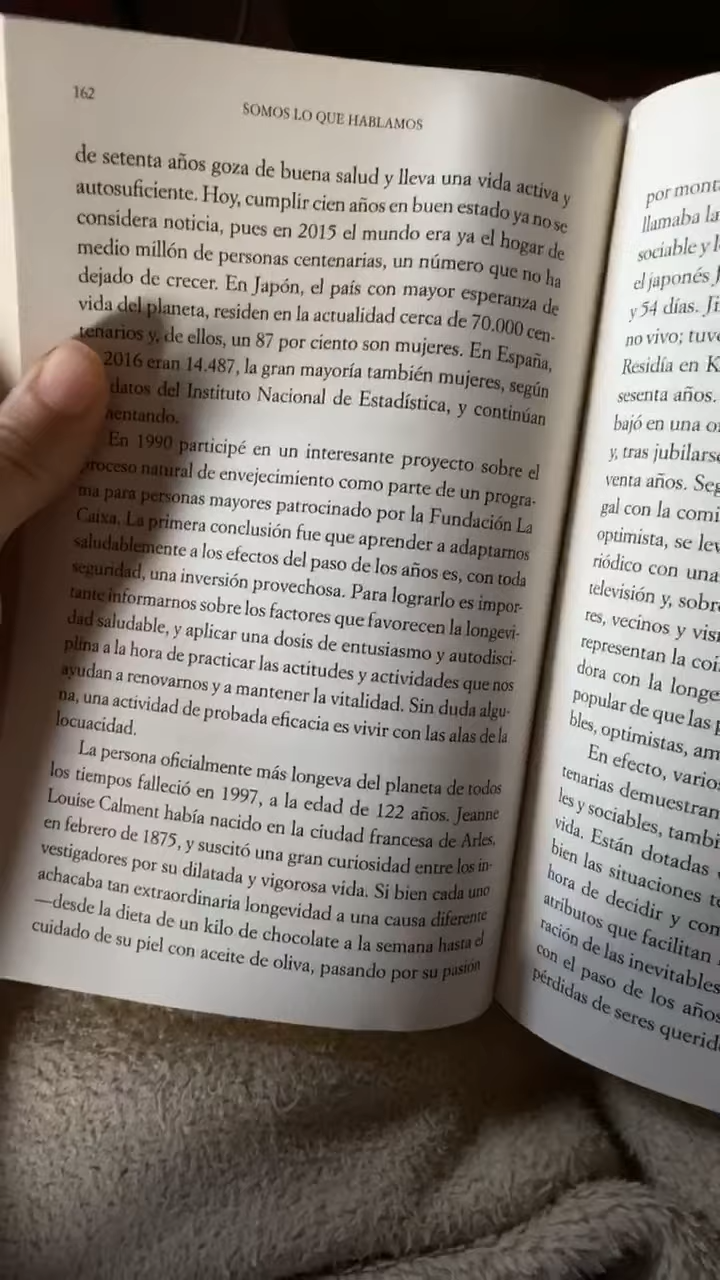 162
SOMOS LO QUE HABLAMOS
de setenta años goza de buena salud y lleva una vida activa y
autosuficiente. Hoy, cumplir cien años en buen estado ya no se
considera noticia, pues en 2015 el mundo era ya el hogar de
medio millón de personas centenarias, un número que no ha
dejado de crecer. En Japón, el país con mayor esperanza de
vida del planeta, residen en la actualidad cerca de 70.000 cen-
tenarios y, de ellos, un 87 por ciento son mujeres. En España,
2016 eran 14.487, la gran mayoría también mujeres, según
datos del Instituto Nacional de Estadística, y continúan
mentando.
En 1990 participé en un interesante proyecto sobre el
proceso natural de envejecimiento como parte de un progra-
ma para personas mayores patrocinado por la Fundación La
Caixa. La primera conclusión fue que aprender a adaptarnos
saludablemente a los efectos del paso de los años es, con toda
seguridad, una inversión provechosa. Para lograrlo es impor-
tante informarnos sobre los factores que favorecen la longevi-
dad saludable, y aplicar una dosis de entusiasmo y autodisci-
plina a la hora de practicar las actitudes y actividades que nos
ayudan a renovarnos y a mantener la vitalidad. Sin duda algu-
na, una actividad de probada eficacia es vivir con las alas de la
locuacidad.
La persona oficialmente más longeva del planeta de todos
los tiempos falleció en 1997, a la edad de 122 años. Jeanne
Louise Calment había nacido en la ciudad francesa de Arles,
en febrero de 1875, y suscitó una gran curiosidad entre los in-
vestigadores por su dilatada y vigorosa vida. Si bien cada uno
achacaba tan extraordinaria longevidad a una causa diferente
—desde la dieta de un kilo de chocolate a la semana hasta el
cuidado de su piel con aceite de oliva, pasando por su pasión
por mont
llamaba la
sociable y l
el japonés J
y 54 días. Ji
no vivo; tuv
Residía en K
sesenta años.
bajó en una o
y, tras jubilarse
venta años. Seg
gal con la comi
optimista, se lev
riódico con una
televisión y, sobr
res, vecinos y visi
representan la coi
dora con la longe
popular de que las p
bles, optimistas, am
En efecto, vario
tenarias demuestran
les y sociables, tambi
vida. Están dotadas
bien las situaciones t
hora de decidir y con
atributos que facilitan
ración de las inevitables
con el paso de los años
pérdidas de seres querid